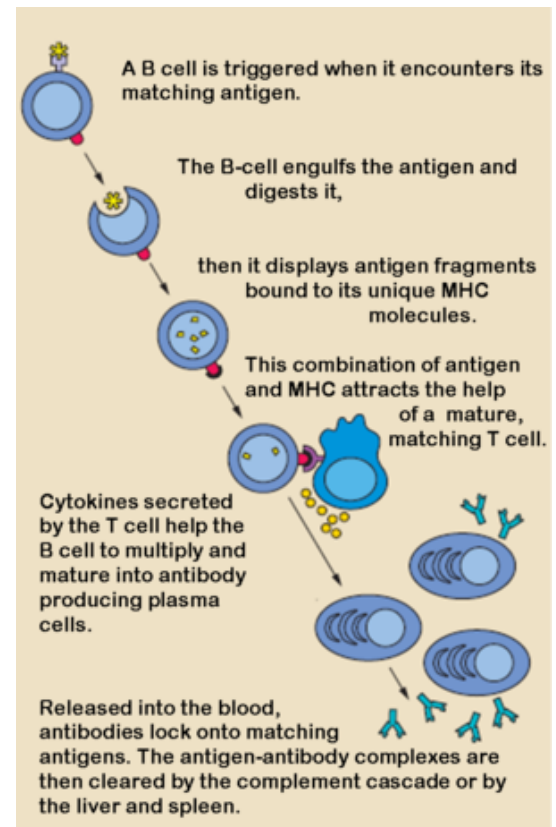 A B cell is triggered when it encounters its
matching antigen.
The B-cell engulfs the antigen and
digests it,
then it displays antigen fragments
bound to its unique MHC
molecules.
This combination of antigen
and MHC attracts the help
of a mature,
matching T cell.
Cytokines secreted
by the T cell help the
B cell to multiply and
mature into antibody
producing plasma
cells.
Released into the blood,
antibodies lock onto matching
antigens. The antigen-antibody complexes are
then cleared by the complement cascade or by
the liver and spleen.